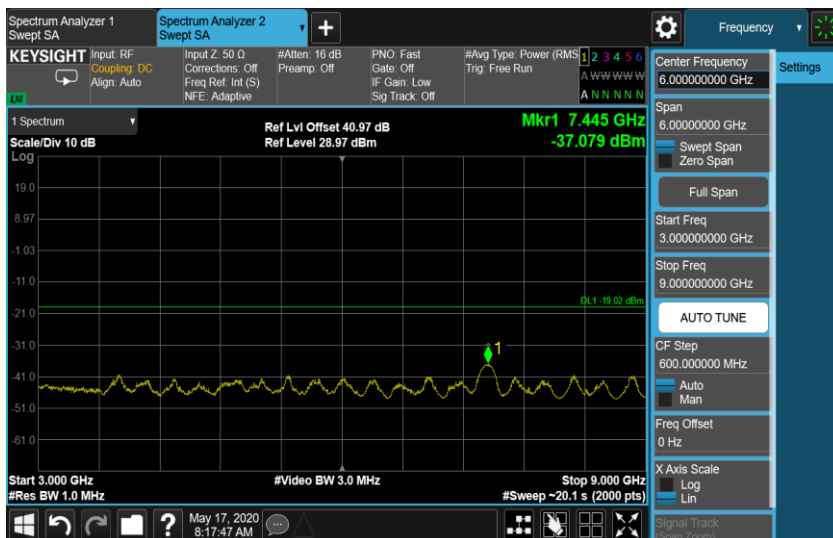 Spectrum Analyzer 1
Swept SA
Spectrum Analyzer 2
Swept SA
Frequency
KEYSIGHT
Input: RF
Coupling: DC
Align: Auto
Input Z: 50 Ω
Corrections: Off
Freq Ref: Int (S)
NFE: Adaptive
#Atten: 16 dB
Preamp: Off
PNO: Fast
Gate: Off
IF Gain: Low
Sig Track: Off
#Avg Type: Power (RMS
Trig: Free Run
1 2 3 4 5 6
A W W W W W
A N N N N N
LXI
1 Spectrum
Scale/Div 10 dB
Log
Ref Lvl Offset 40.97 dB
Ref Level 28.97 dBm
Mkr1 7.445 GHz
-37.079 dBm
19.0
8.97
-1.03
-11.0
-21.0
-31.0
-41.0
-51.0
-61.0
DL1 -19.02 dBm
1
Start 3.000 GHz
#Res BW 1.0 MHz
#Video BW 3.0 MHz
Stop 9.000 GHz
#Sweep ~20.1 s (2000 pts)
May 17, 2020
8:17:47 AM
Center Frequency
6.000000000 GHz
Settings
Span
6.00000000 GHz
Swept Span
Zero Span
Full Span
Start Freq
3.000000000 GHz
Stop Freq
9.000000000 GHz
AUTO TUNE
CF Step
600.000000 MHz
Auto
Man
Freq Offset
0 Hz
X Axis Scale
Log
Lin
Signal Track
(Span Zoom)